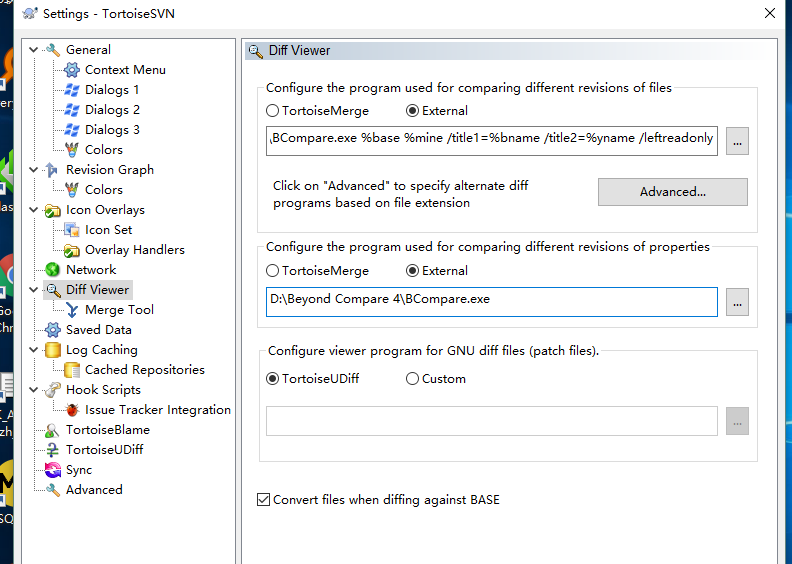 Settings - TortoiseSVN
General
Context Menu
Dialogs 1
Dialogs 2
Dialogs 3
Colors
Revision Graph
Colors
Icon Overlays
Icon Set
Overlay Handlers
Network
Diff Viewer
Merge Tool
Saved Data
Log Caching
Cached Repositories
Hook Scripts
Issue Tracker Integration
TortoiseBlame
TortoiseUDiff
Sync
Advanced
Diff Viewer
Configure the program used for comparing different revisions of files
TortoiseMerge External
\BCompare.exe %base %mine /title1=%bname /title2=%yname /leftreadonly
...
Click on "Advanced" to specify alternate diff
programs based on file extension
Advanced...
Configure the program used for comparing different revisions of properties
TortoiseMerge External
D:\Beyond Compare 4\BCompare.exe
...
Configure viewer program for GNU diff files (patch files).
TortoiseUDiff Custom
...
Convert files when diffing against BASE